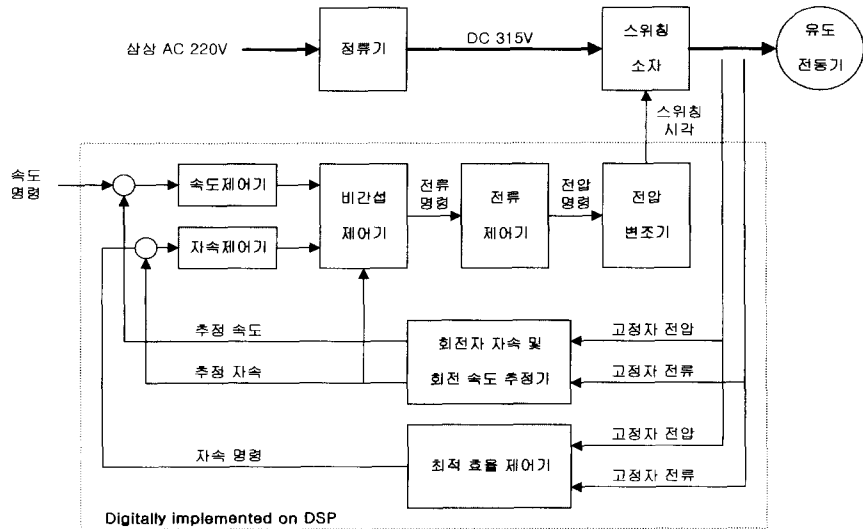 삼상 AC 220V
정류기
DC 315V
스위칭
소자
유도
전동기
스위칭
시각
속도
명령
속도제어기
자속제어기
비간섭
제어기
전류
명령
전류
제어기
전압
명령
전압
변조기
추정 속도
추정 자속
회전자 자속 및
회전 속도 추정기
고정자 전압
고정자 전류
자속 명령
최적 효율 제어기
고정자 전압
고정자 전류
Digitally implemented on DSP